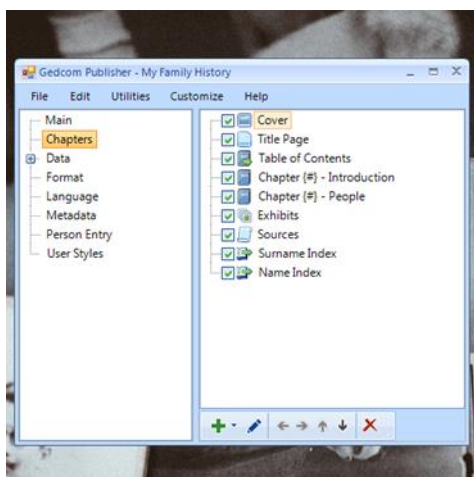 Gedcom Publisher - My Family History
File Edit Utilities Customize Help
Main
Chapters
Data
Format
Language
Metadata
Person Entry
User Styles
Cover
Title Page
Table of Contents
Chapter {#} - Introduction
Chapter {#} - People
Exhibits
Sources
Surname Index
Name Index